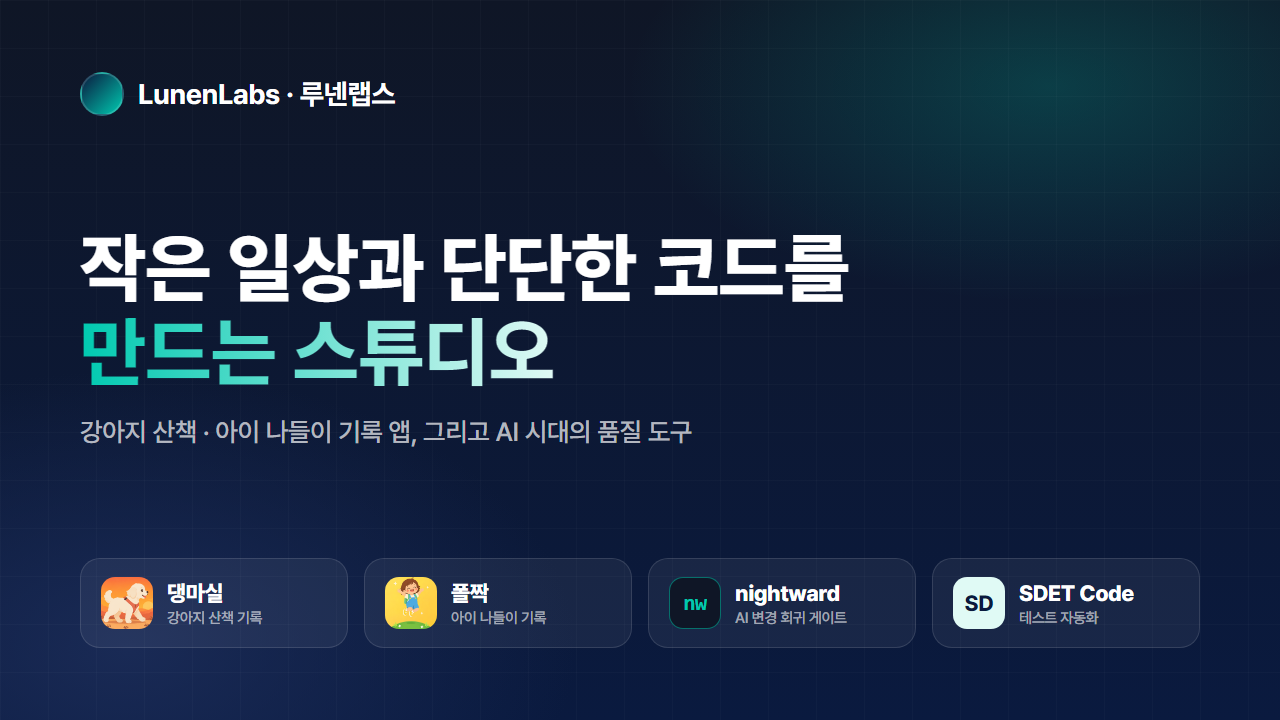 LunenLabs · 루넨랩스
작은 일상과 단단한 코드를
만드는 스튜디오
강아지 산책 · 아이 나들이 기록 앱, 그리고 AI 시대의 품질 도구
댕마실
강아지 산책 기록
폴짝
아이 나들이 기록
nw
nightward
AI 변경 회귀 게이트
SD
SDET Code
테스트 자동화